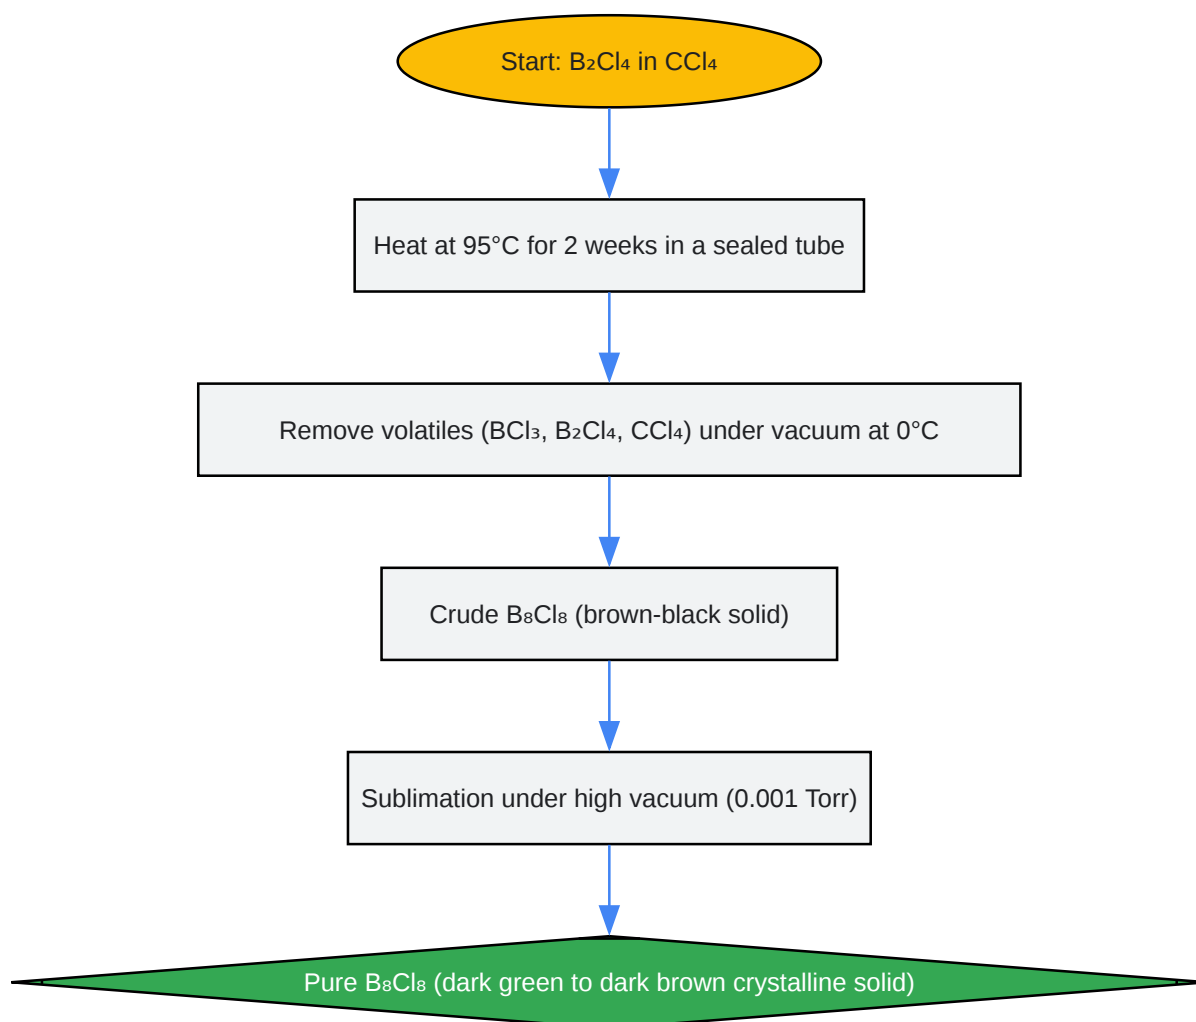 Start: B₂Cl₄ in CCl₄
Heat at 95°C for 2 weeks in a sealed tube
Remove volatiles (BCl₃, B₂Cl₄, CCl₄) under vacuum at 0°C
Crude B₈Cl₈ (brown-black solid)
Sublimation under high vacuum (0.001 Torr)
Pure B₈Cl₈ (dark green to dark brown crystalline solid)